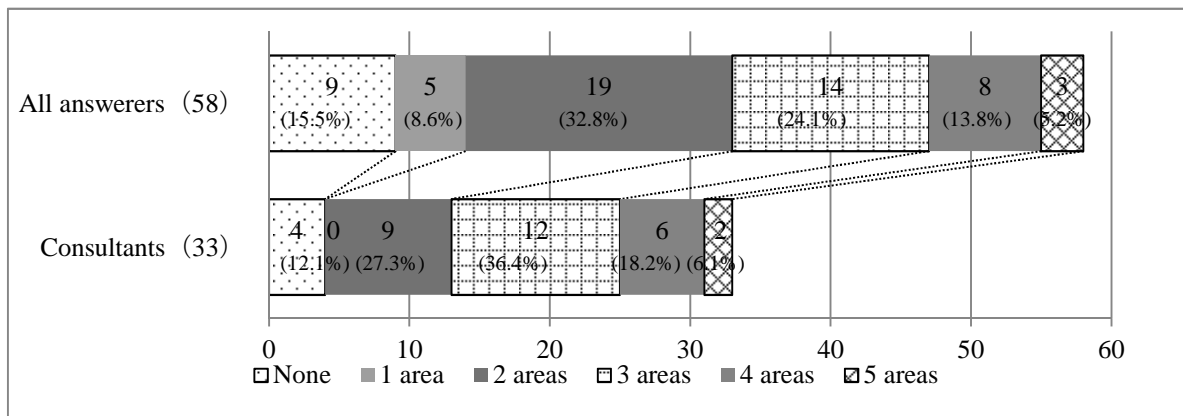 All answerers（58）
9 5 19 14 8 3
(15.5%) (8.6%) (32.8%) (24.1%) (13.8%) (5.2%)
Consultants（33）
4 0 9 12 6 2
(12.1%) (27.3%) (36.4%) (18.2%) (6.1%)
0 10 20 30 40 50 60
None 1 area 2 areas 3 areas 4 areas 5 areas